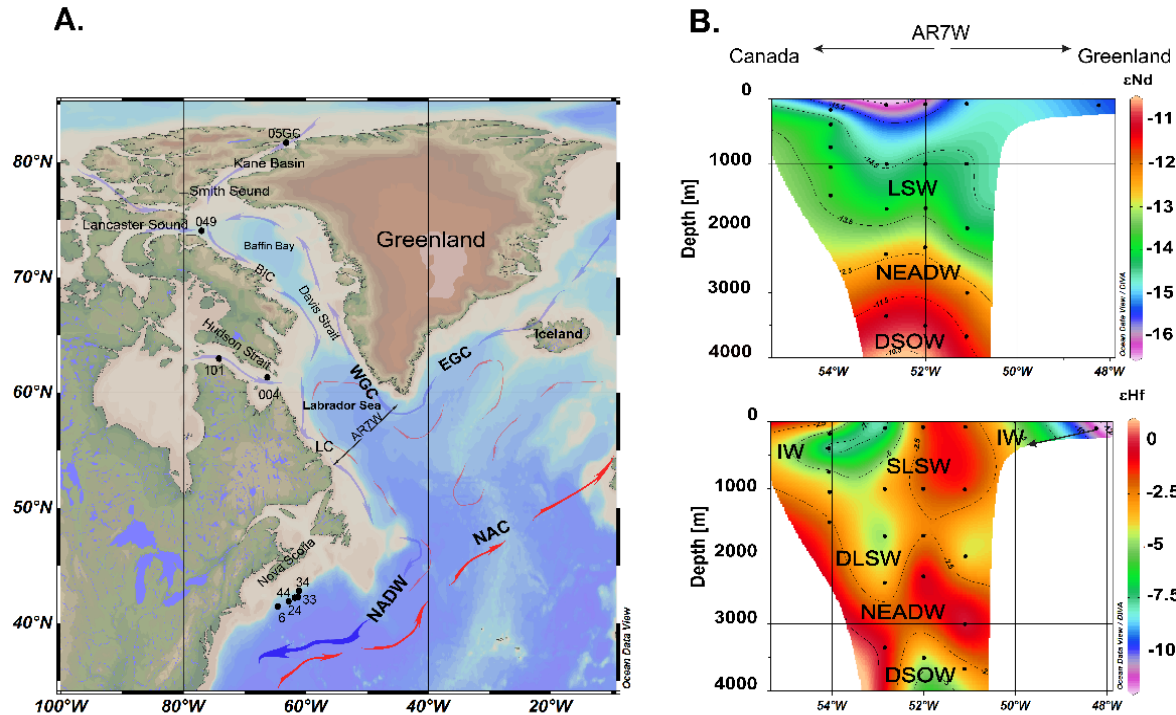 A.
05GC
80°N
Kane Basin
Smith Seund
Lancaster Sound
049
Baffin Bay
Greenland
70°N
BIC
Davis Strait
Iceland
Hudson Strait
EGC
101
004
WGC
60°N
Labrador Sea
AR7W
LC
50°N
NAC
Nova Scotia
34
44
33
24
6
NADW
40°N
Ocean Data View
100°W
80°W
60°W
40°W
20°W
B.
AR7W
Canada
Greenland
εNd
0
1000
2000
3000
4000
Depth [m]
-13.5
LSW
NEADW
DSOW
54°W
52°W
50°W
48°W
-11
-12
-13
-14
-15
-16
Ocean Data View / DIVA
εHf
0
1000
2000
3000
4000
Depth [m]
IW
IW
SLSW
DLSW
NEADW
DSOW
54°W
52°W
50°W
48°W
0
-2.5
-5
-7.5
-10
Ocean Data View / DIVA